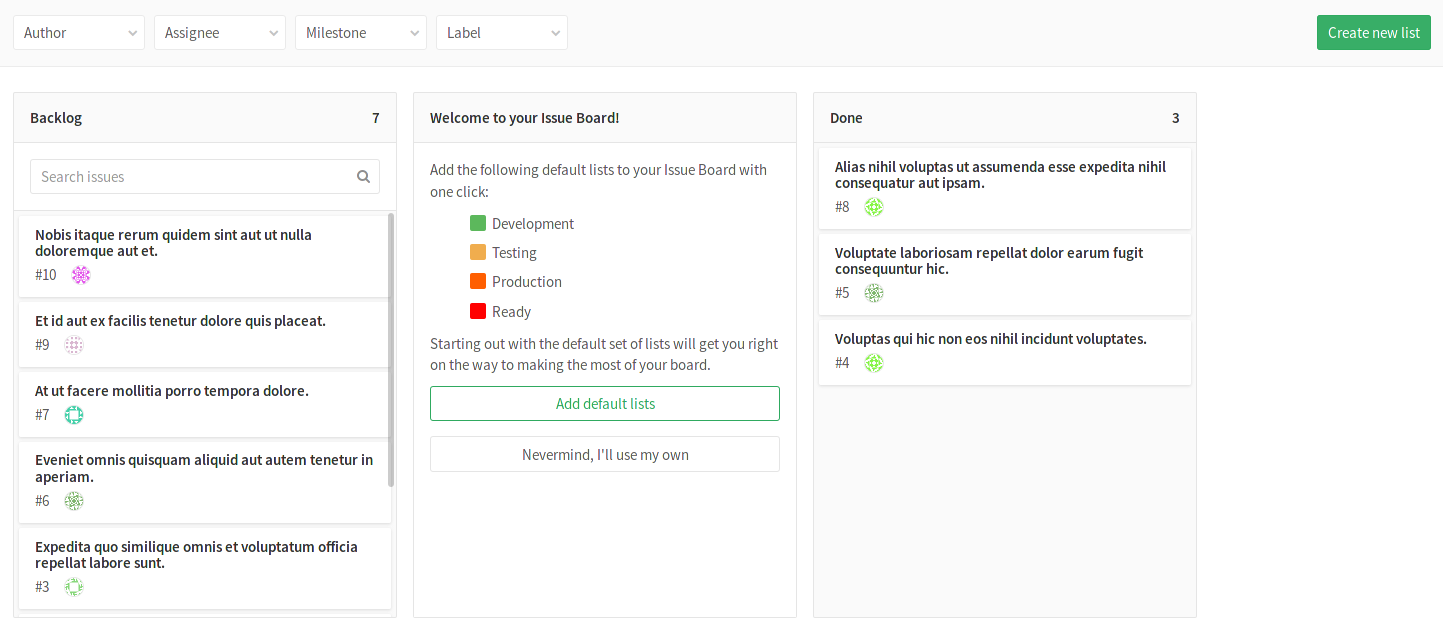 Author
Assignee
Milestone
Label
Create new list
Backlog
7
Search issues
Nobis itaque rerum quidem sint aut ut nulla
doloremque aut et.
#10
Et id aut ex facilis tenetur dolore quis placeat.
#9
At ut facere mollitia porro tempora dolore.
#7
Eveniet omnis quisquam aliquid aut autem tenetur in
aperiam.
#6
Expedita quo similique omnis et voluptatum officia
repellat labore sunt.
#3
Welcome to your Issue Board!
Add the following default lists to your Issue Board with
one click:
Development
Testing
Production
Ready
Starting out with the default set of lists will get you right
on the way to making the most of your board.
Add default lists
Nevermind, I'll use my own
Done
3
Alias nihil voluptas ut assumenda esse expedita nihil
consequatur aut ipsam.
#8
Voluptate laboriosam repellat dolor earum fugit
consequuntur hic.
#5
Voluptas qui hic non eos nihil incidunt voluptates.
#4